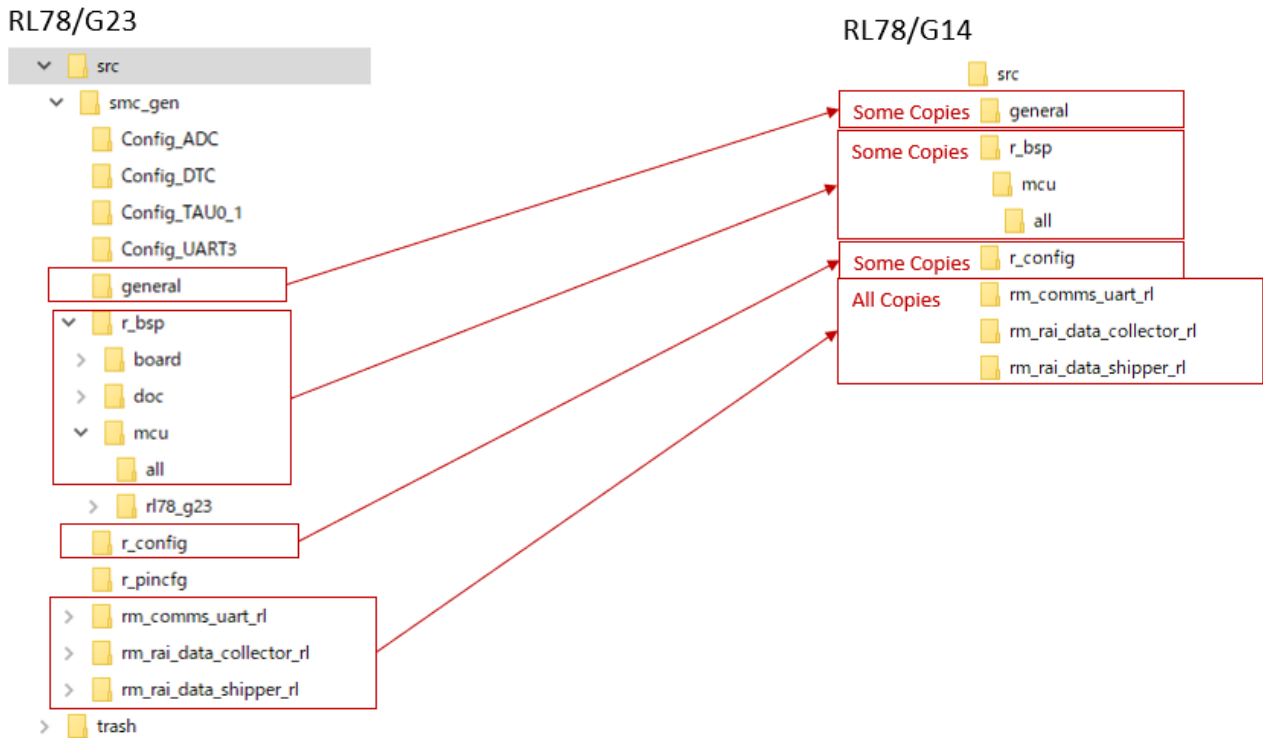 RL78/G23
src
smc_gen
Config_ADC
Config_DTC
Config_TAU0_1
Config_UART3
general
r_bsp
board
doc
mcu
all
rl78_g23
r_config
r_pincfg
rm_comms_uart_rl
rm_rai_data_collector_rl
rm_rai_data_shipper_rl
trash
RL78/G14
src
Some Copies general
Some Copies r_bsp
mcu
all
Some Copies r_config
All Copies rm_comms_uart_rl
rm_rai_data_collector_rl
rm_rai_data_shipper_rl